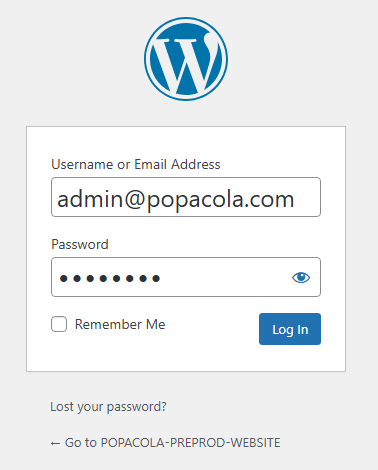 Username or Email Address
admin@popacola.com
Password
••••••••
Remember Me
Log In
Lost your password?
← Go to POPACOLA-PREPROD-WEBSITE